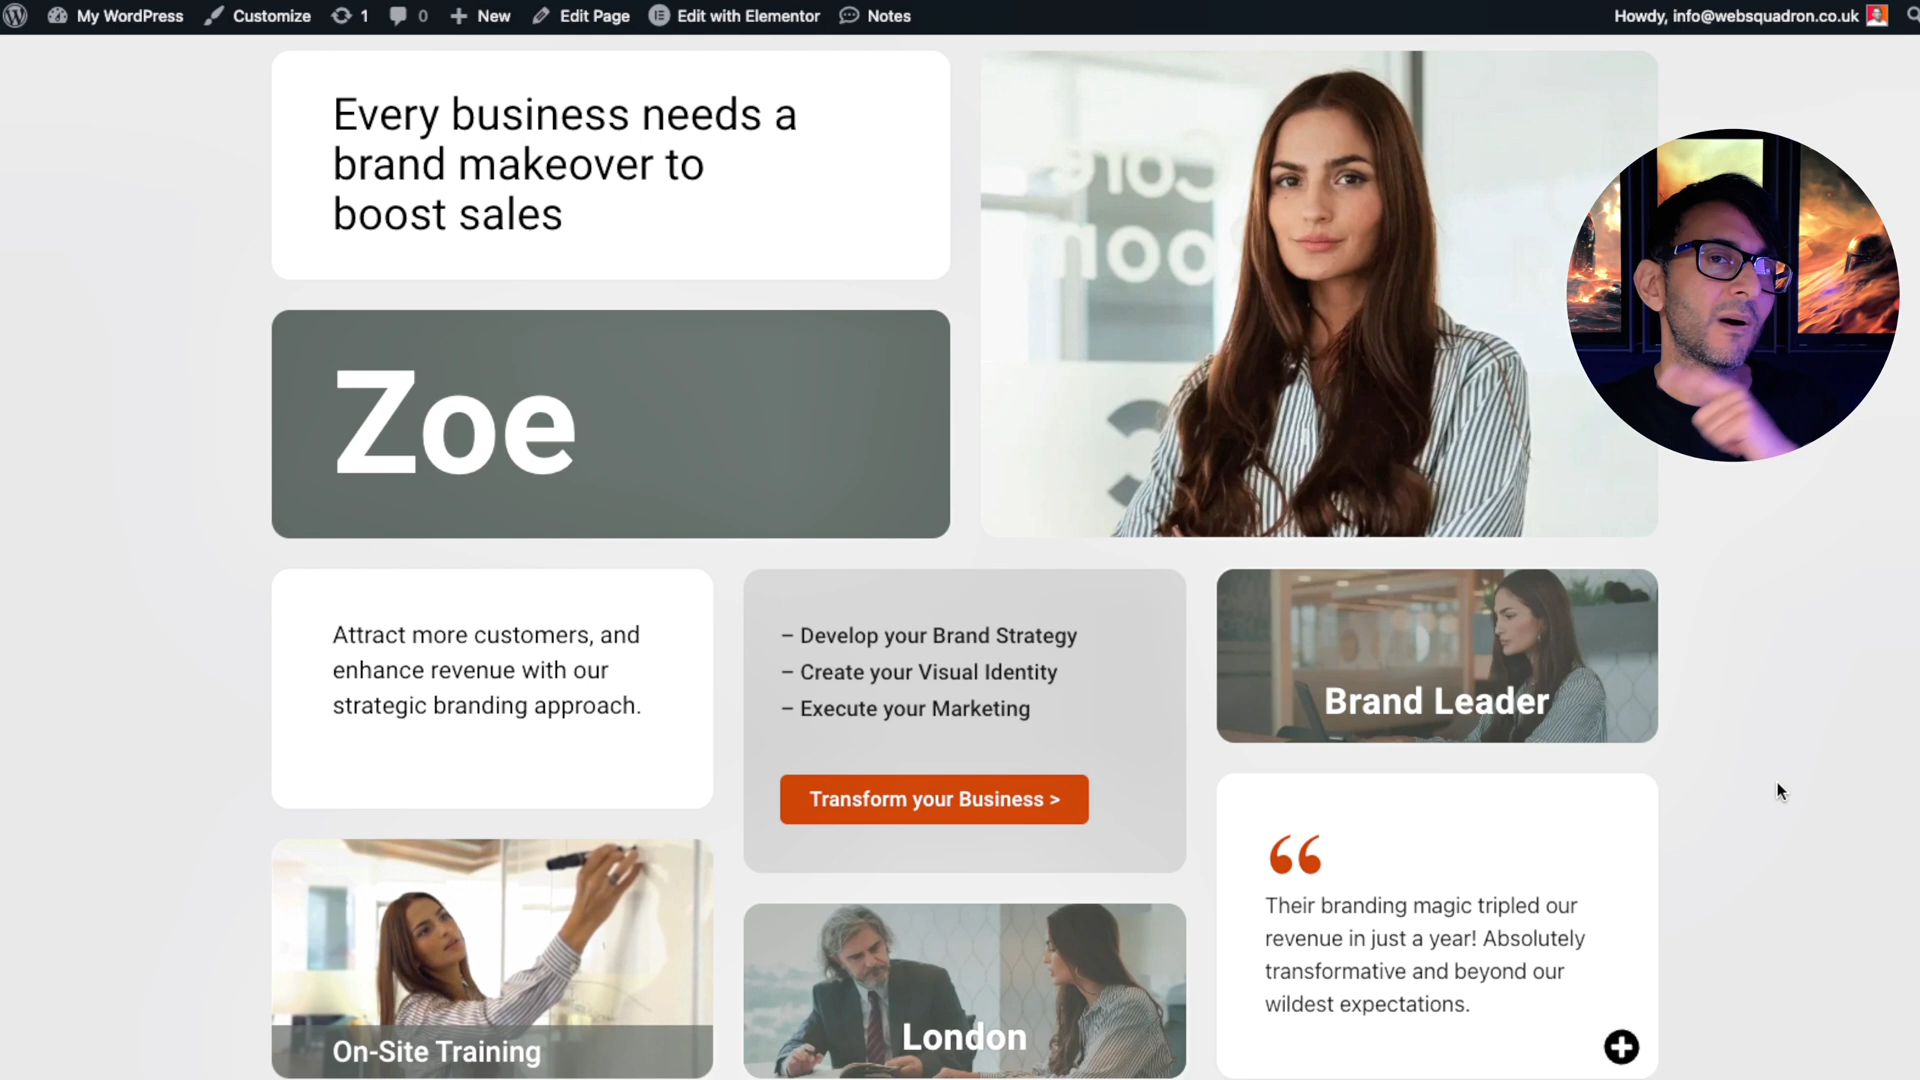 My WordPress Customize 1 0 New Edit Page Edit with Elementor Notes Howdy, info@websquadron.co.uk
Every business needs a
brand makeover to
boost sales
Zoe
Core
oom
Attract more customers, and
enhance revenue with our
strategic branding approach.
– Develop your Brand Strategy
– Create your Visual Identity
– Execute your Marketing
Transform your Business >
Brand Leader
“
Their branding magic tripled our
revenue in just a year! Absolutely
transformative and beyond our
wildest expectations.
On-Site Training
London